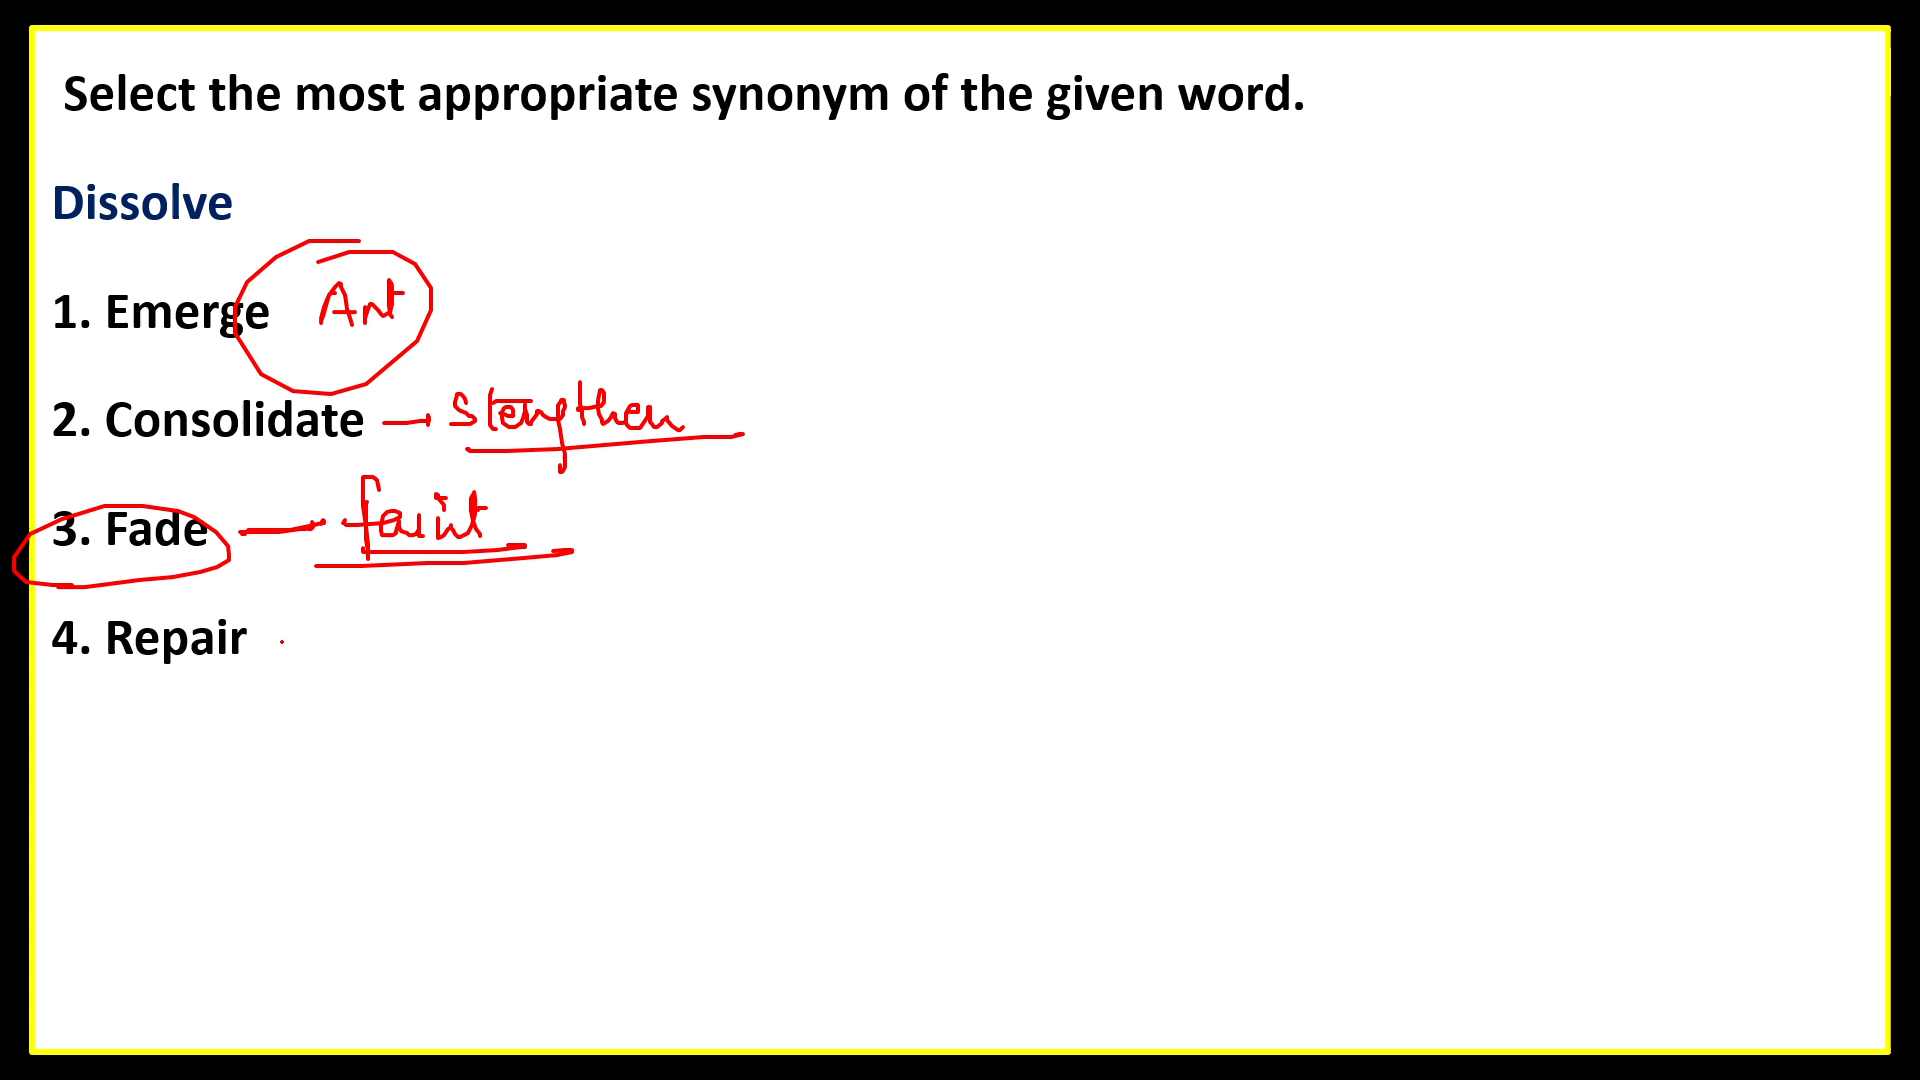 Select the most appropriate synonym of the given word.
Dissolve
1. Emerge Ant
2. Consolidate → Stengthen
3. Fade → faint
4. Repair